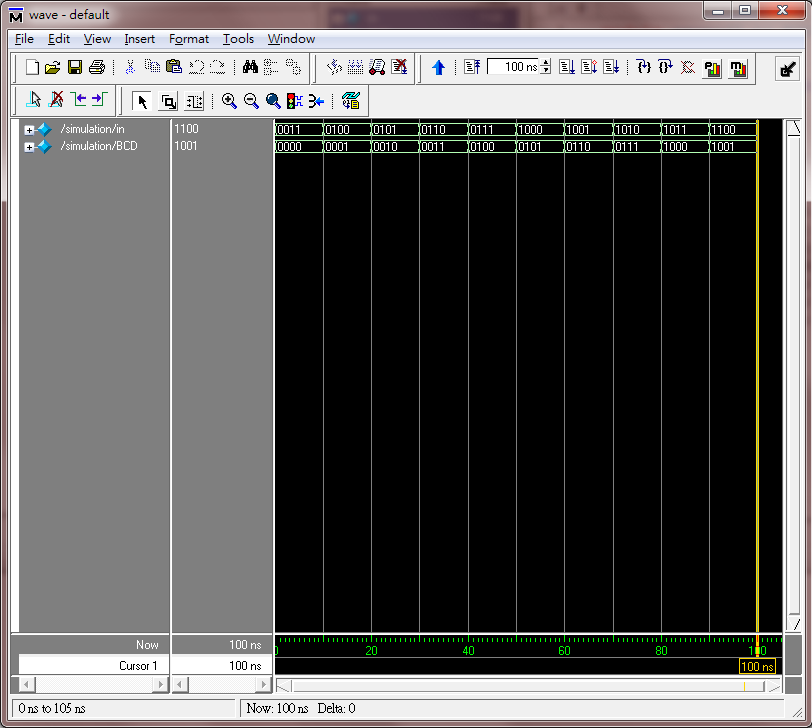 wave - default
File Edit View Insert Format Tools Window
100 ns
/simulation/in 1100 0011 0100 0101 0110 0111 1000 1001 1010 1011 1100
/simulation/BCD 1001 0000 0001 0010 0011 0100 0101 0110 0111 1000 1001
Now 100 ns 0 20 40 60 80 100
Cursor 1 100 ns 100 ns
0 ns to 105 ns Now: 100 ns Delta: 0